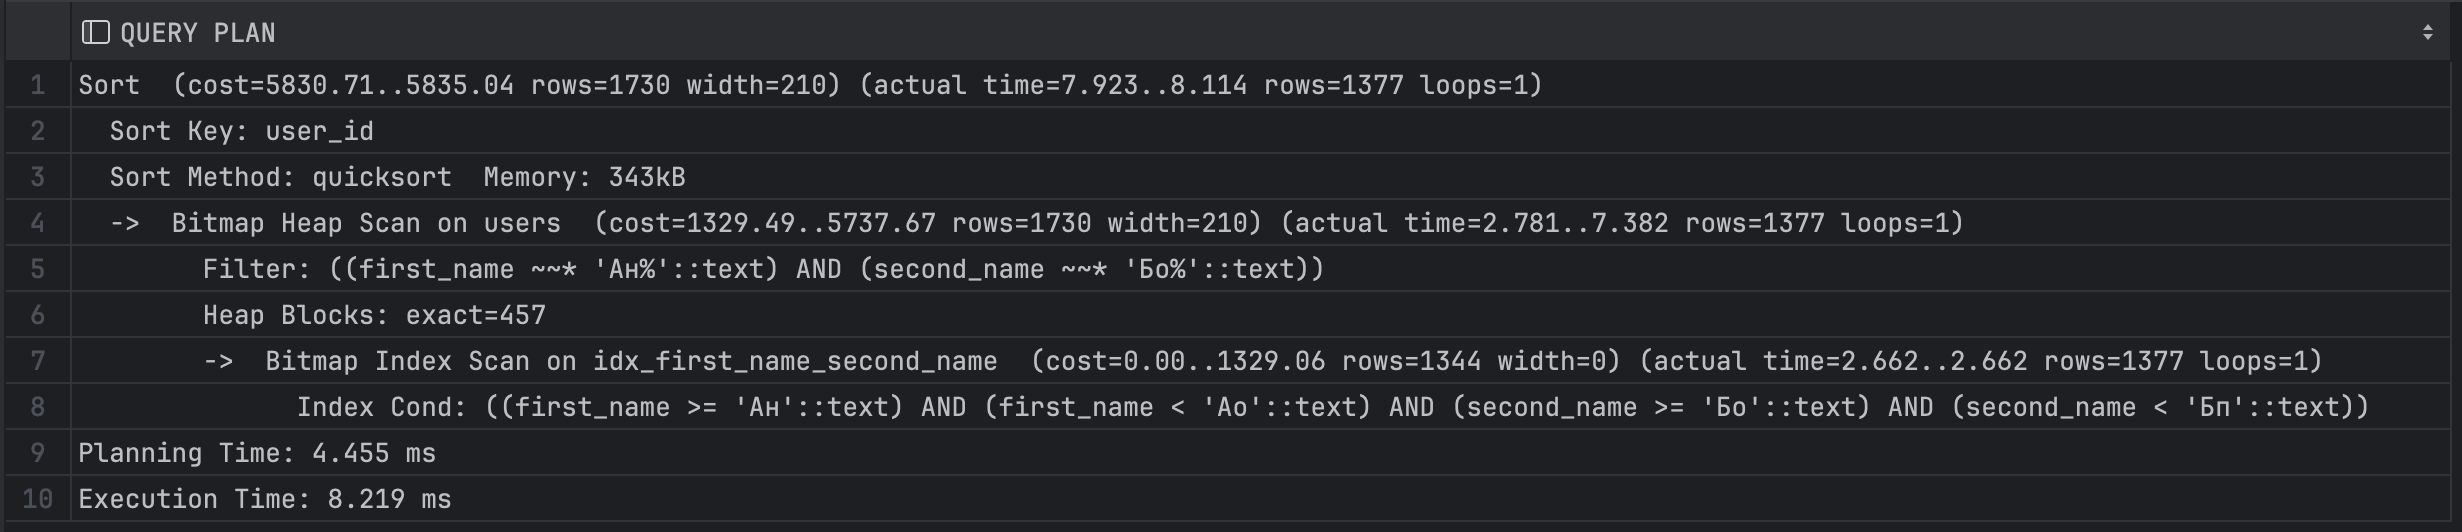 QUERY PLAN
1 Sort  (cost=5830.71..5835.04 rows=1730 width=210) (actual time=7.923..8.114 rows=1377 loops=1)
2   Sort Key: user_id
3   Sort Method: quicksort  Memory: 343kB
4   ->  Bitmap Heap Scan on users  (cost=1329.49..5737.67 rows=1730 width=210) (actual time=2.781..7.382 rows=1377 loops=1)
5         Filter: ((first_name ~~* 'Ан%'::text) AND (second_name ~~* 'Бо%'::text))
6         Heap Blocks: exact=457
7         ->  Bitmap Index Scan on idx_first_name_second_name  (cost=0.00..1329.06 rows=1344 width=0) (actual time=2.662..2.662 rows=1377 loops=1)
8               Index Cond: ((first_name >= 'Ан'::text) AND (first_name < 'Ао'::text) AND (second_name >= 'Бо'::text) AND (second_name < 'Бп'::text))
9 Planning Time: 4.455 ms
10 Execution Time: 8.219 ms